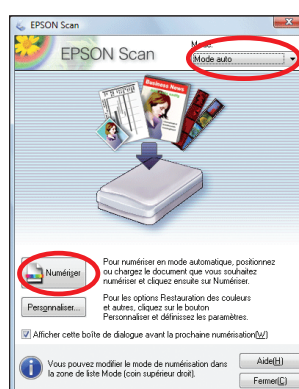 EPSON Scan
EPSON Scan
Mode auto
Business News
Numériser
Pour numériser en mode automatique, positionnez
ou chargez le document que vous souhaitez
numériser et cliquez ensuite sur Numériser.
Personnaliser...
Pour les options Restauration des couleurs
et autres, cliquez sur le bouton
Personnaliser et définissez les paramètres.
Afficher cette boîte de dialogue avant la prochaine numérisation(W)
Vous pouvez modifier le mode de numérisation dans
la zone de liste Mode (coin supérieur droit).
Aide(H)
Fermer(C)